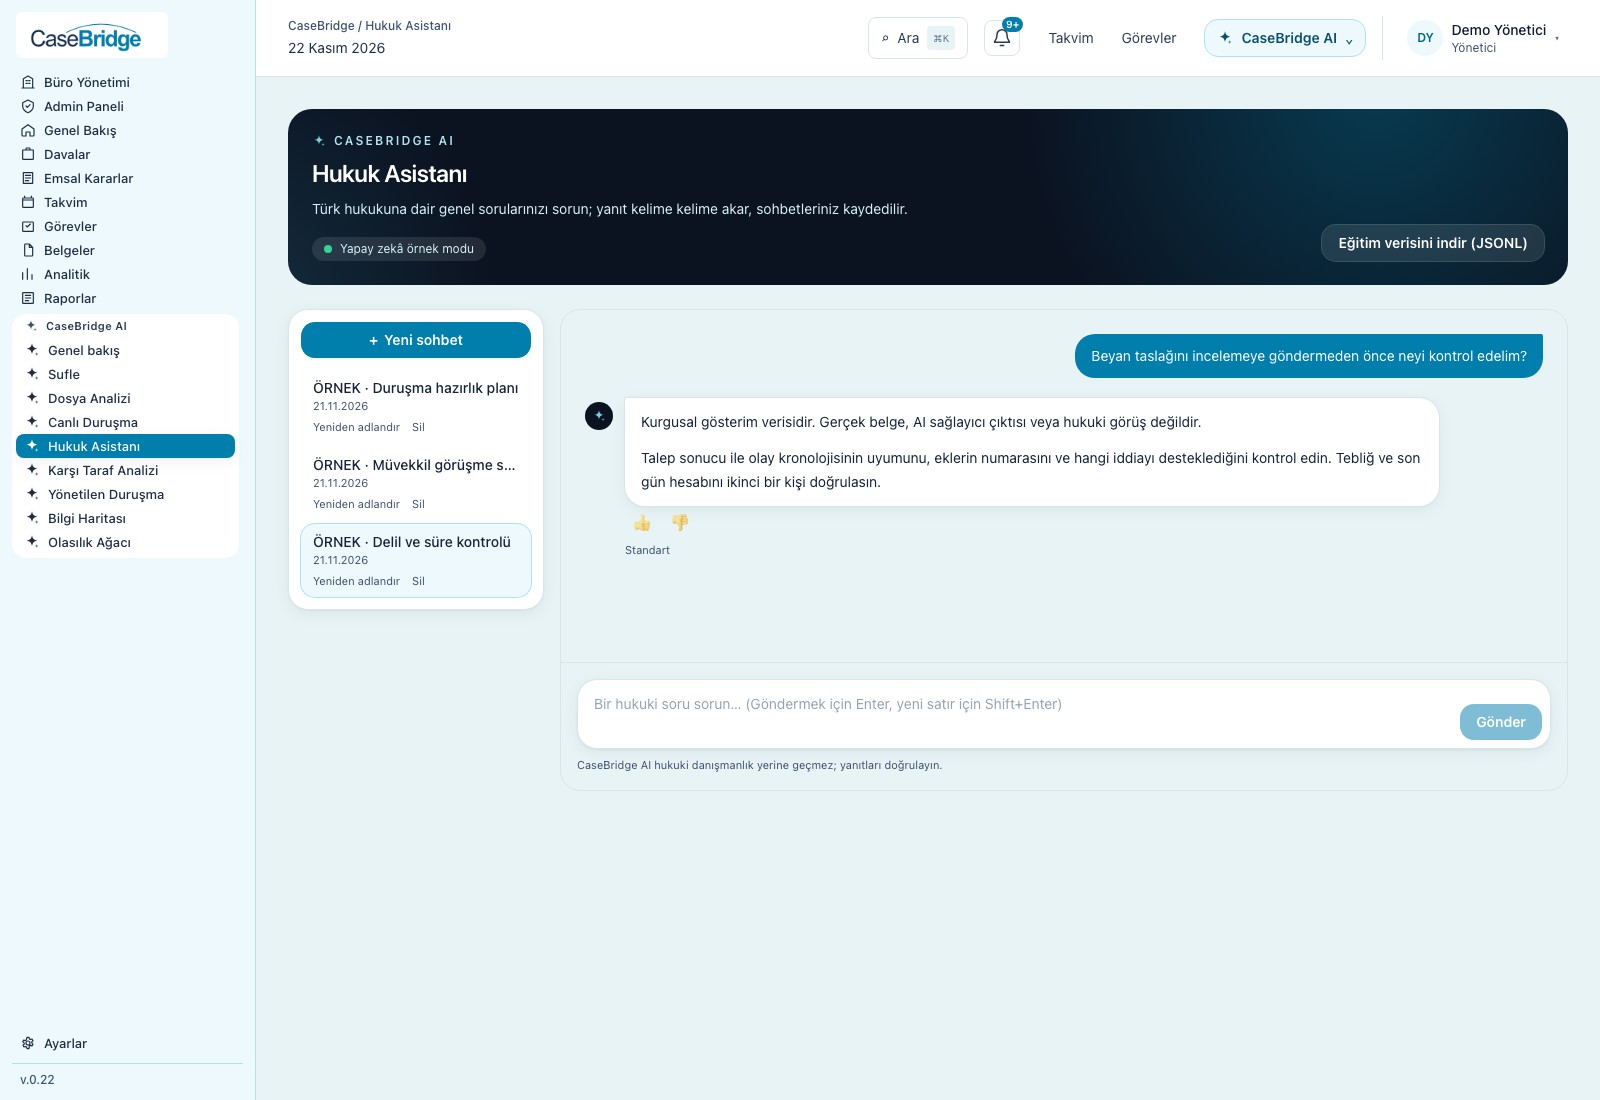 CaseBridge
Büro Yönetimi
Admin Paneli
Genel Bakış
Davalar
Emsal Kararlar
Takvim
Görevler
Belgeler
Analitik
Raporlar
CaseBridge AI
Genel bakış
Sufle
Dosya Analizi
Canlı Duruşma
Hukuk Asistanı
Karşı Taraf Analizi
Yönetilen Duruşma
Bilgi Haritası
Olasılık Ağacı
Ayarlar
v.0.22
CaseBridge / Hukuk Asistanı
22 Kasım 2026
Ara ⌘K
9+
Takvim
Görevler
CaseBridge AI
DY
Demo Yönetici
Yönetici
CASEBRIDGE AI
Hukuk Asistanı
Türk hukukuna dair genel sorularınızı sorun; yanıt kelime kelime akar, sohbetleriniz kaydedilir.
Yapay zekâ örnek modu
Eğitim verisini indir (JSONL)
+ Yeni sohbet
ÖRNEK · Duruşma hazırlık planı
21.11.2026
Yeniden adlandır Sil
ÖRNEK · Müvekkil görüşme s...
21.11.2026
Yeniden adlandır Sil
ÖRNEK · Delil ve süre kontrolü
21.11.2026
Yeniden adlandır Sil
Beyan taslağını incelemeye göndermeden önce neyi kontrol edelim?
Kurgusal gösterim verisidir. Gerçek belge, AI sağlayıcı çıktısı veya hukuki görüş değildir.
Talep sonucu ile olay kronolojisinin uyumunu, eklerin numarasını ve hangi iddiayı desteklediğini kontrol edin. Tebliğ ve son
gün hesabını ikinci bir kişi doğrulasın.
Standart
Bir hukuki soru sorun… (Göndermek için Enter, yeni satır için Shift+Enter)
Gönder
CaseBridge AI hukuki danışmanlık yerine geçmez; yanıtları doğrulayın.